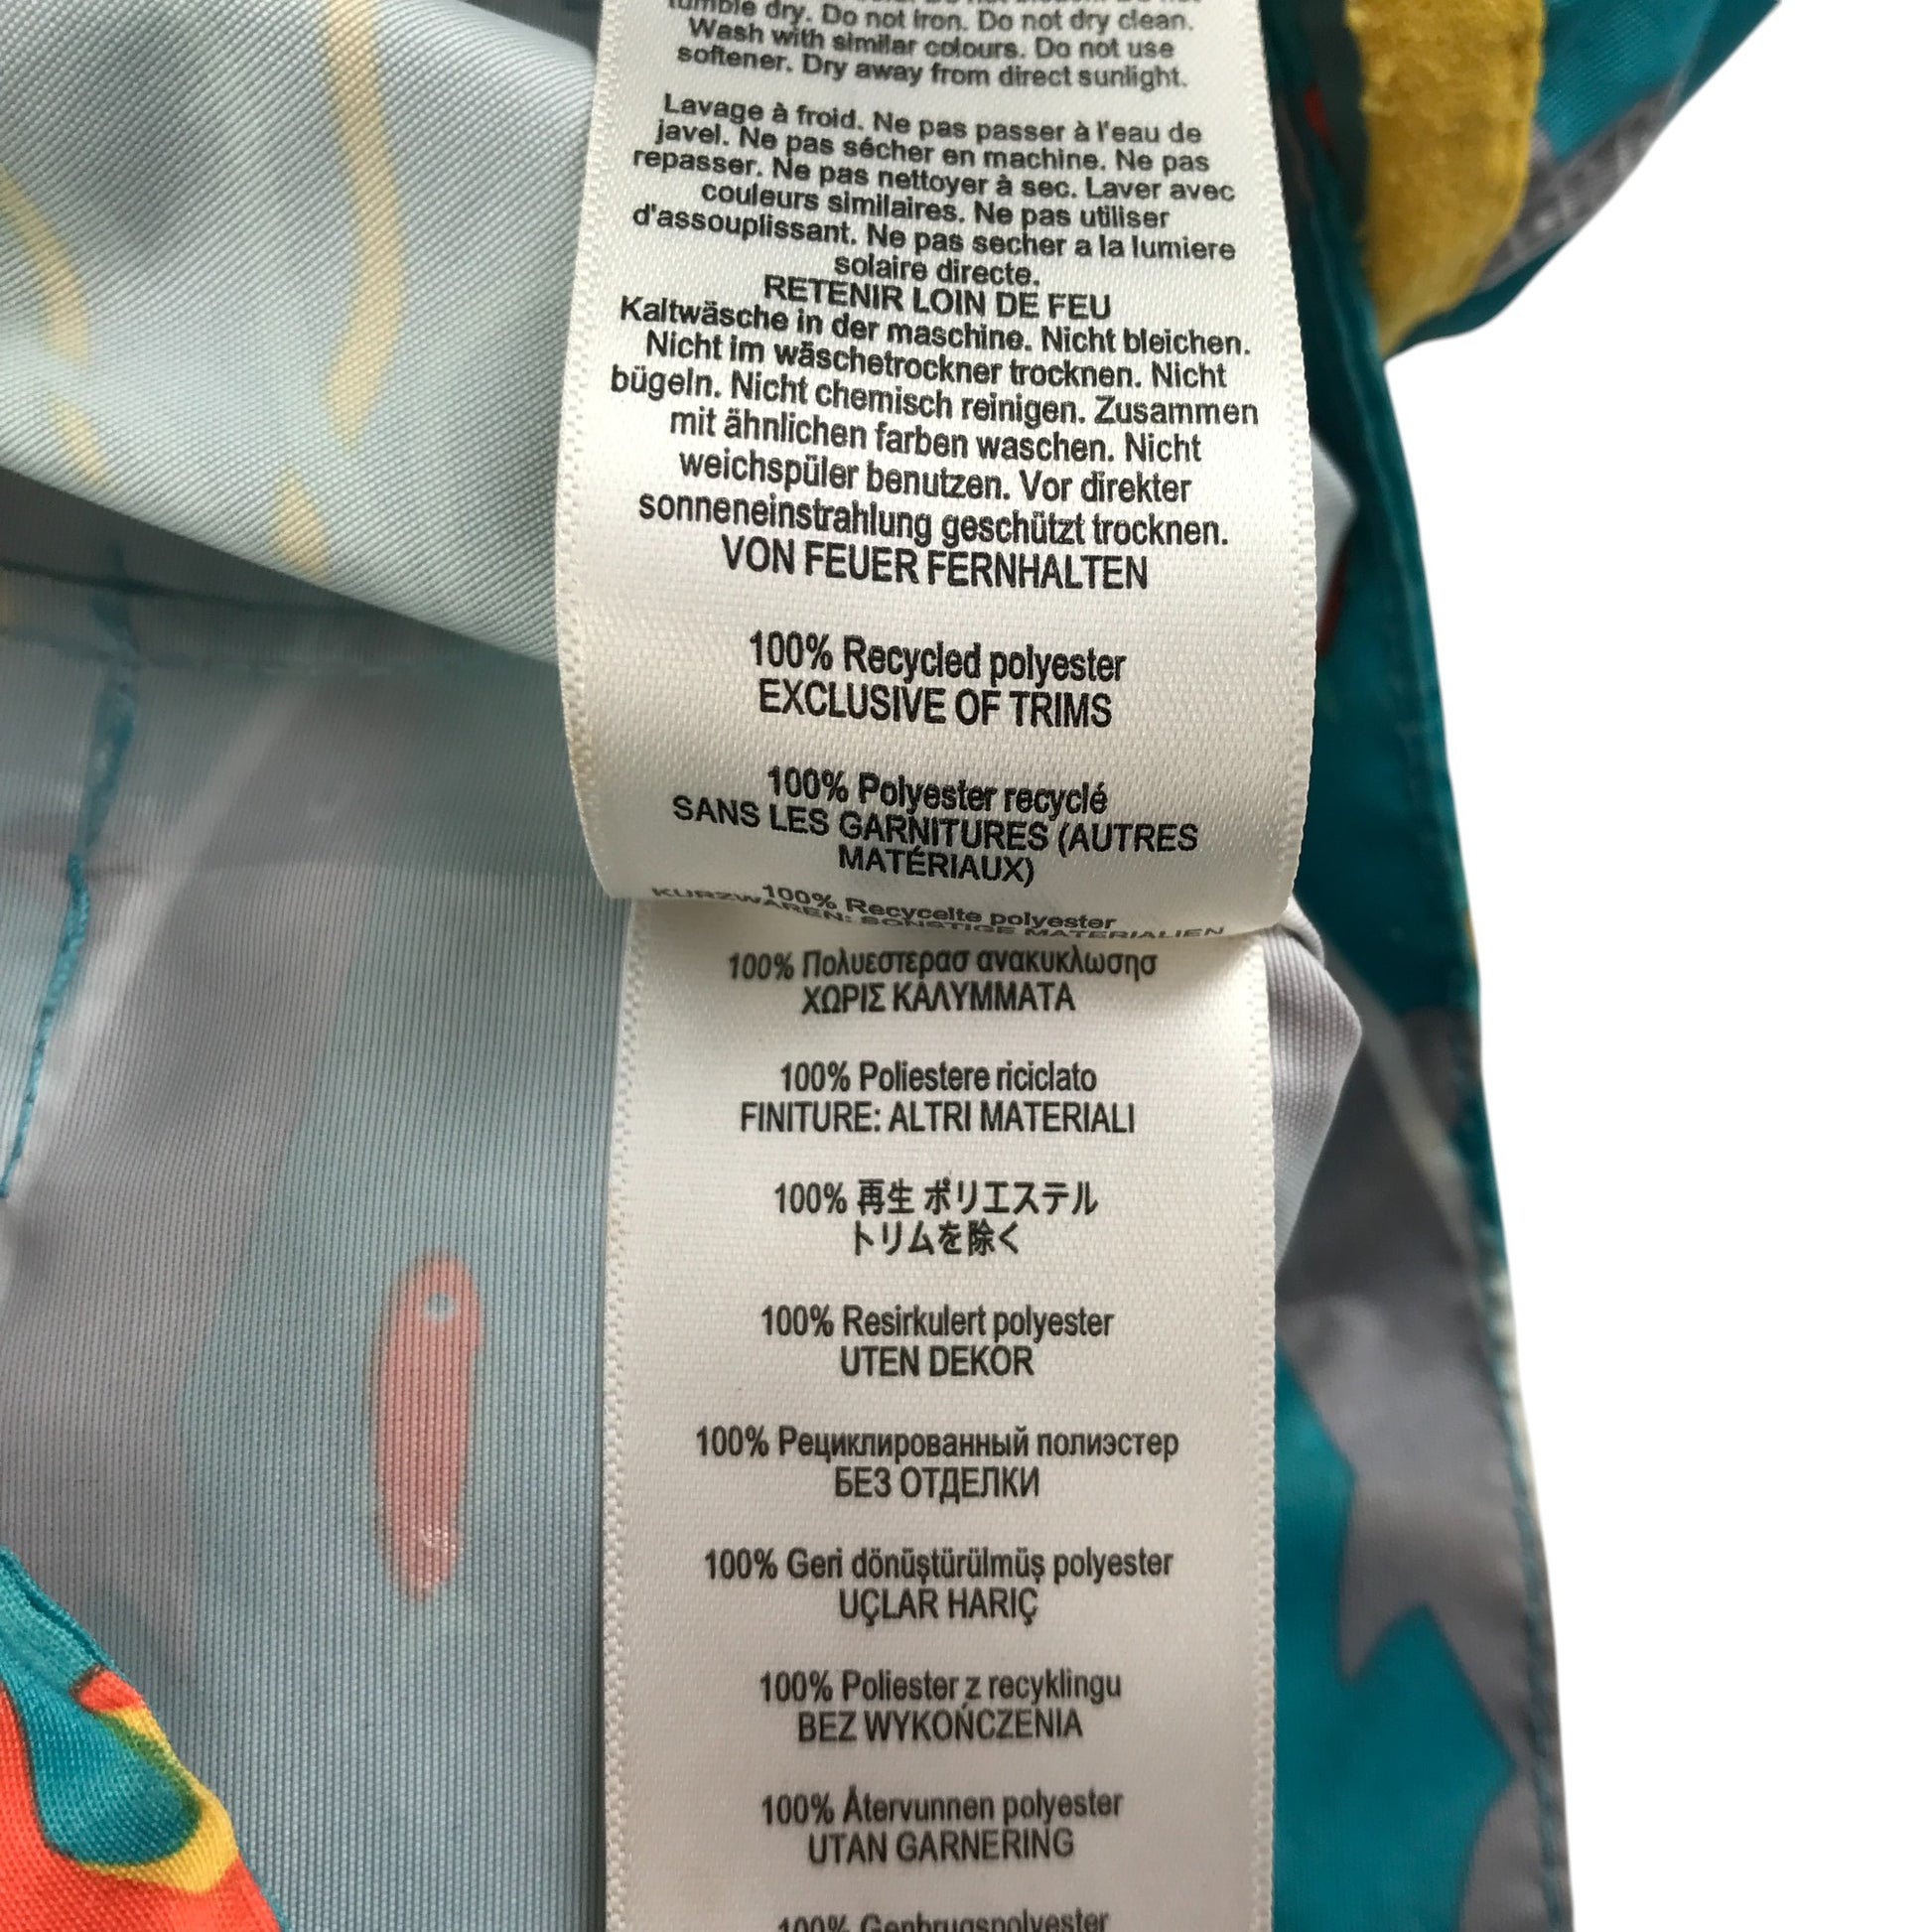 tumble dry. Do not iron. Do not dry clean.
Wash with similar colours. Do not use
softener. Dry away from direct sunlight.
Lavage à froid. Ne pas passer à l'eau de
javel. Ne pas sécher en machine. Ne pas
repasser. Ne pas nettoyer à sec. Laver avec
couleurs similaires. Ne pas utiliser
d'assouplissant. Ne pas secher a la lumiere
solaire directe.
RETENIR LOIN DE FEU
Kaltwäsche in der maschine. Nicht bleichen.
Nicht im wäschetrockner trocknen. Nicht
bügeln. Nicht chemisch reinigen. Zusammen
mit ähnlichen farben waschen. Nicht
weichspüler benutzen. Vor direkter
sonneneinstrahlung geschützt trocknen.
VON FEUER FERNHALTEN
100% Recycled polyester
EXCLUSIVE OF TRIMS
100% Polyester recyclé
SANS LES GARNITURES (AUTRES
MATÉRIAUX)
100% Recycelte polyester
KURZWAREN: SONSTIGE MATERIALIEN
100% Πολυεστερασ ανακυκλωσησ
ΧΩΡΙΣ ΚΑΛΥΜΜΑΤΑ
100% Poliestere riciclato
FINITURE: ALTRI MATERIALI
100% 再生 ポリエステル
トリムを除く
100% Resirkulert polyester
UTEN DEKOR
100% Рециклированный полиэстер
БЕЗ ОТДЕЛКИ
100% Geri dönüştürülmüş polyester
UÇLAR HARIÇ
100% Poliester z recyklingu
BEZ WYKOŃCZENIA
100% Återvunnen polyester
UTAN GARNERING
100% Genbrugspolyester